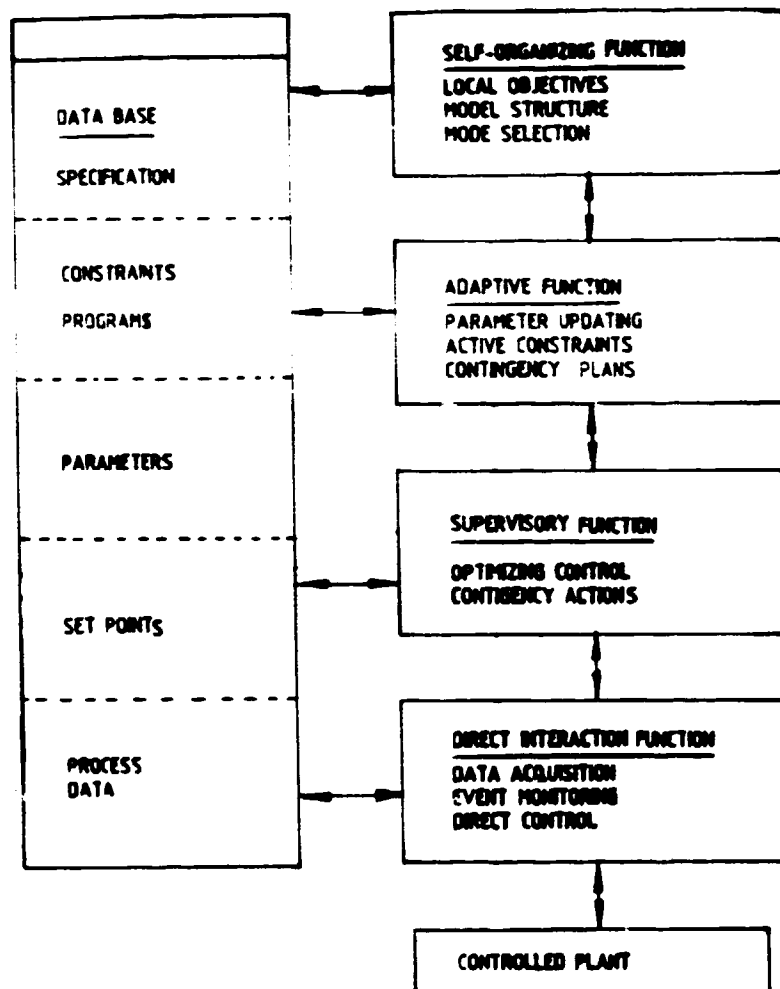 DATA BASE
SPECIFICATION
CONSTRAINTS
PROGRAMS
PARAMETERS
SET POINTS
PROCESS
DATA
SELF-ORGANIZING FUNCTION
LOCAL OBJECTIVES
MODEL STRUCTURE
MODE SELECTION
ADAPTIVE FUNCTION
PARAMETER UPDATING
ACTIVE CONSTRAINTS
CONTINGENCY PLANS
SUPERVISORY FUNCTION
OPTIMIZING CONTROL
CONTIGENCY ACTIONS
DIRECT INTERACTION FUNCTION
DATA ACQUISITION
EVENT MONITORING
DIRECT CONTROL
CONTROLLED PLANT